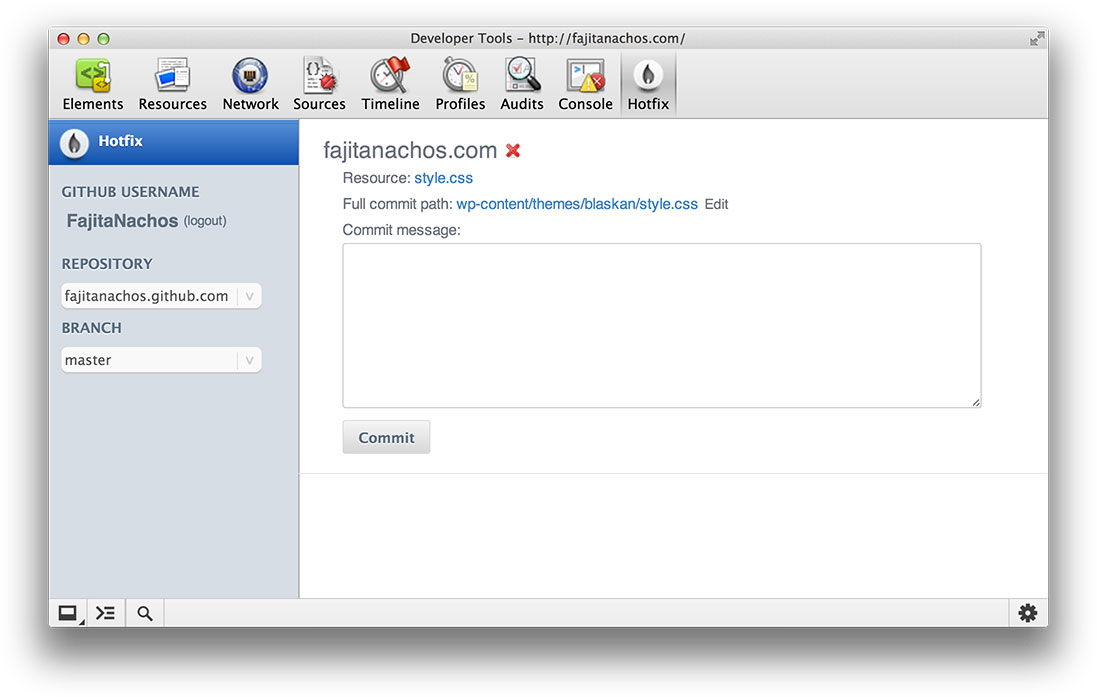 Developer Tools - http://fajitanachos.com/
Elements Resources Network Sources Timeline Profiles Audits Console Hotfix
Hotfix
GITHUB USERNAME
FajitaNachos (logout)
REPOSITORY
fajitanachos.github.com
BRANCH
master
fajitanachos.com
Resource: style.css
Full commit path: wp-content/themes/blaskan/style.css Edit
Commit message:
Commit